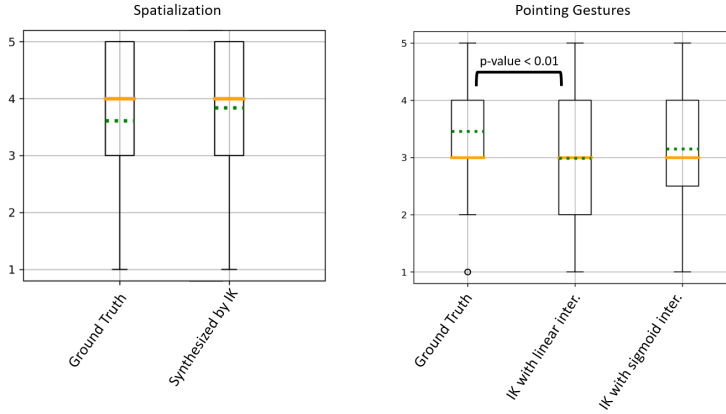 Spatialization
5
4
3
2
1
Ground Truth
Synthesized by IK
Pointing Gestures
p-value < 0.01
5
4
3
2
1
Ground Truth
IK with linear inter.
IK with sigmoid inter.